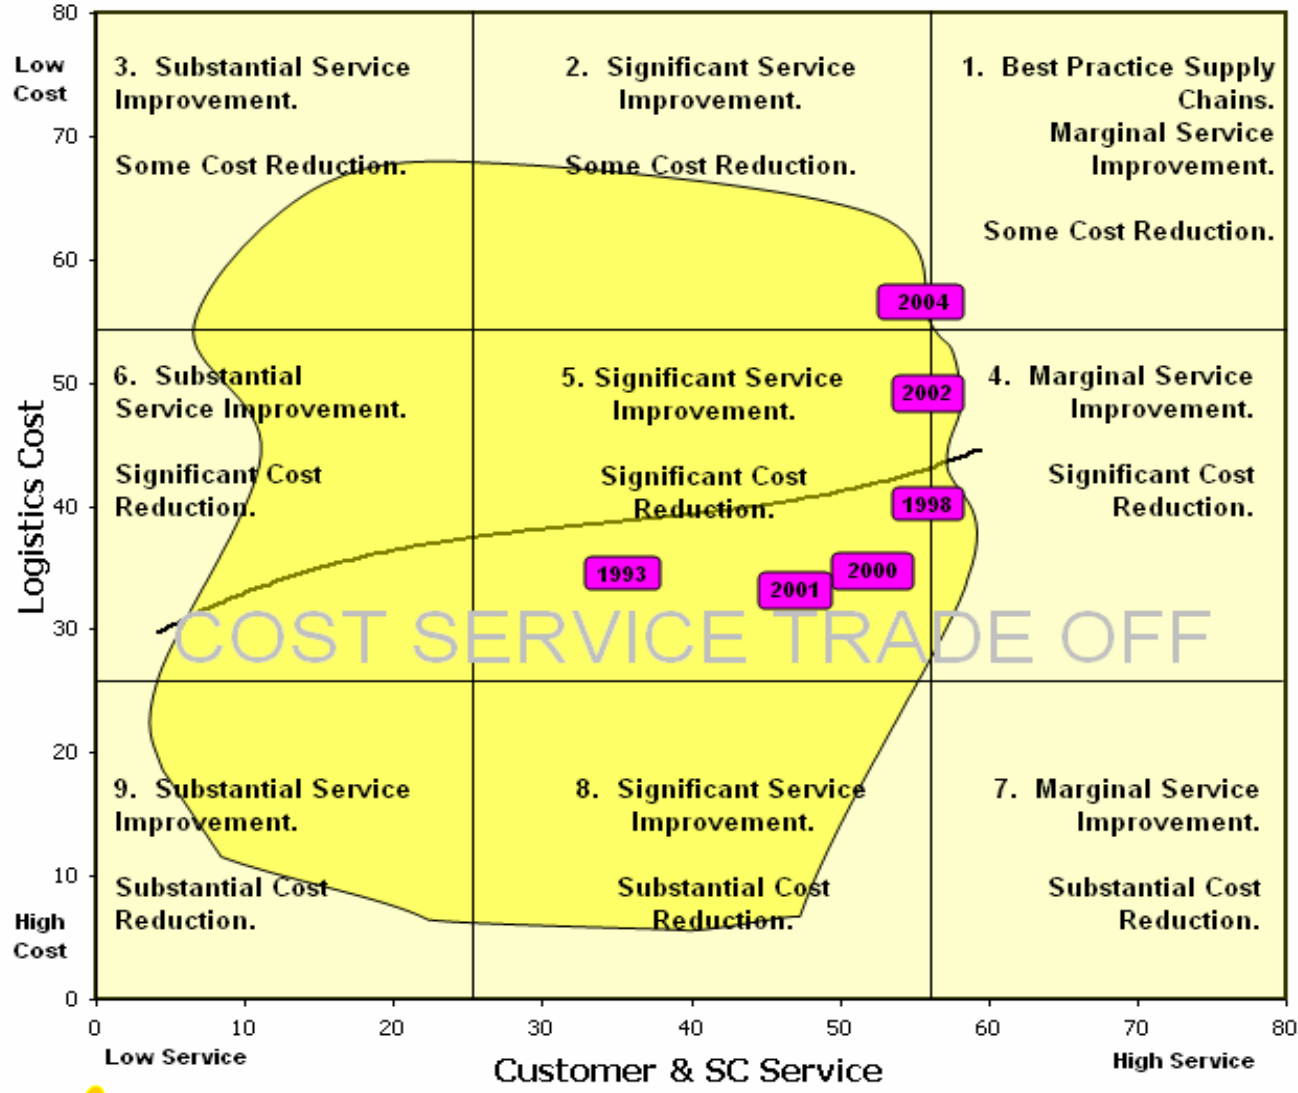 80
Low
Cost
3. Substantial Service
Improvement.
Some Cost Reduction.
2. Significant Service
Improvement.
Some Cost Reduction.
1. Best Practice Supply
Chains.
Marginal Service
Improvement.
Some Cost Reduction.
70
60
2004
50
6. Substantial
Service Improvement.
Significant Cost
Reduction.
5. Significant Service
Improvement.
Significant Cost
Reduction.
2002
4. Marginal Service
Improvement.
Significant Cost
Reduction.
Logistics Cost
40
1998
1993
2001
2000
30
COST SERVICE TRADE OFF
20
9. Substantial Service
Improvement.
Substantial Cost
Reduction.
8. Significant Service
Improvement.
Substantial Cost
Reduction.
7. Marginal Service
Improvement.
Substantial Cost
Reduction.
10
High
Cost
0
0 10 20 30 40 50 60 70 80
Low Service
Customer & SC Service
High Service